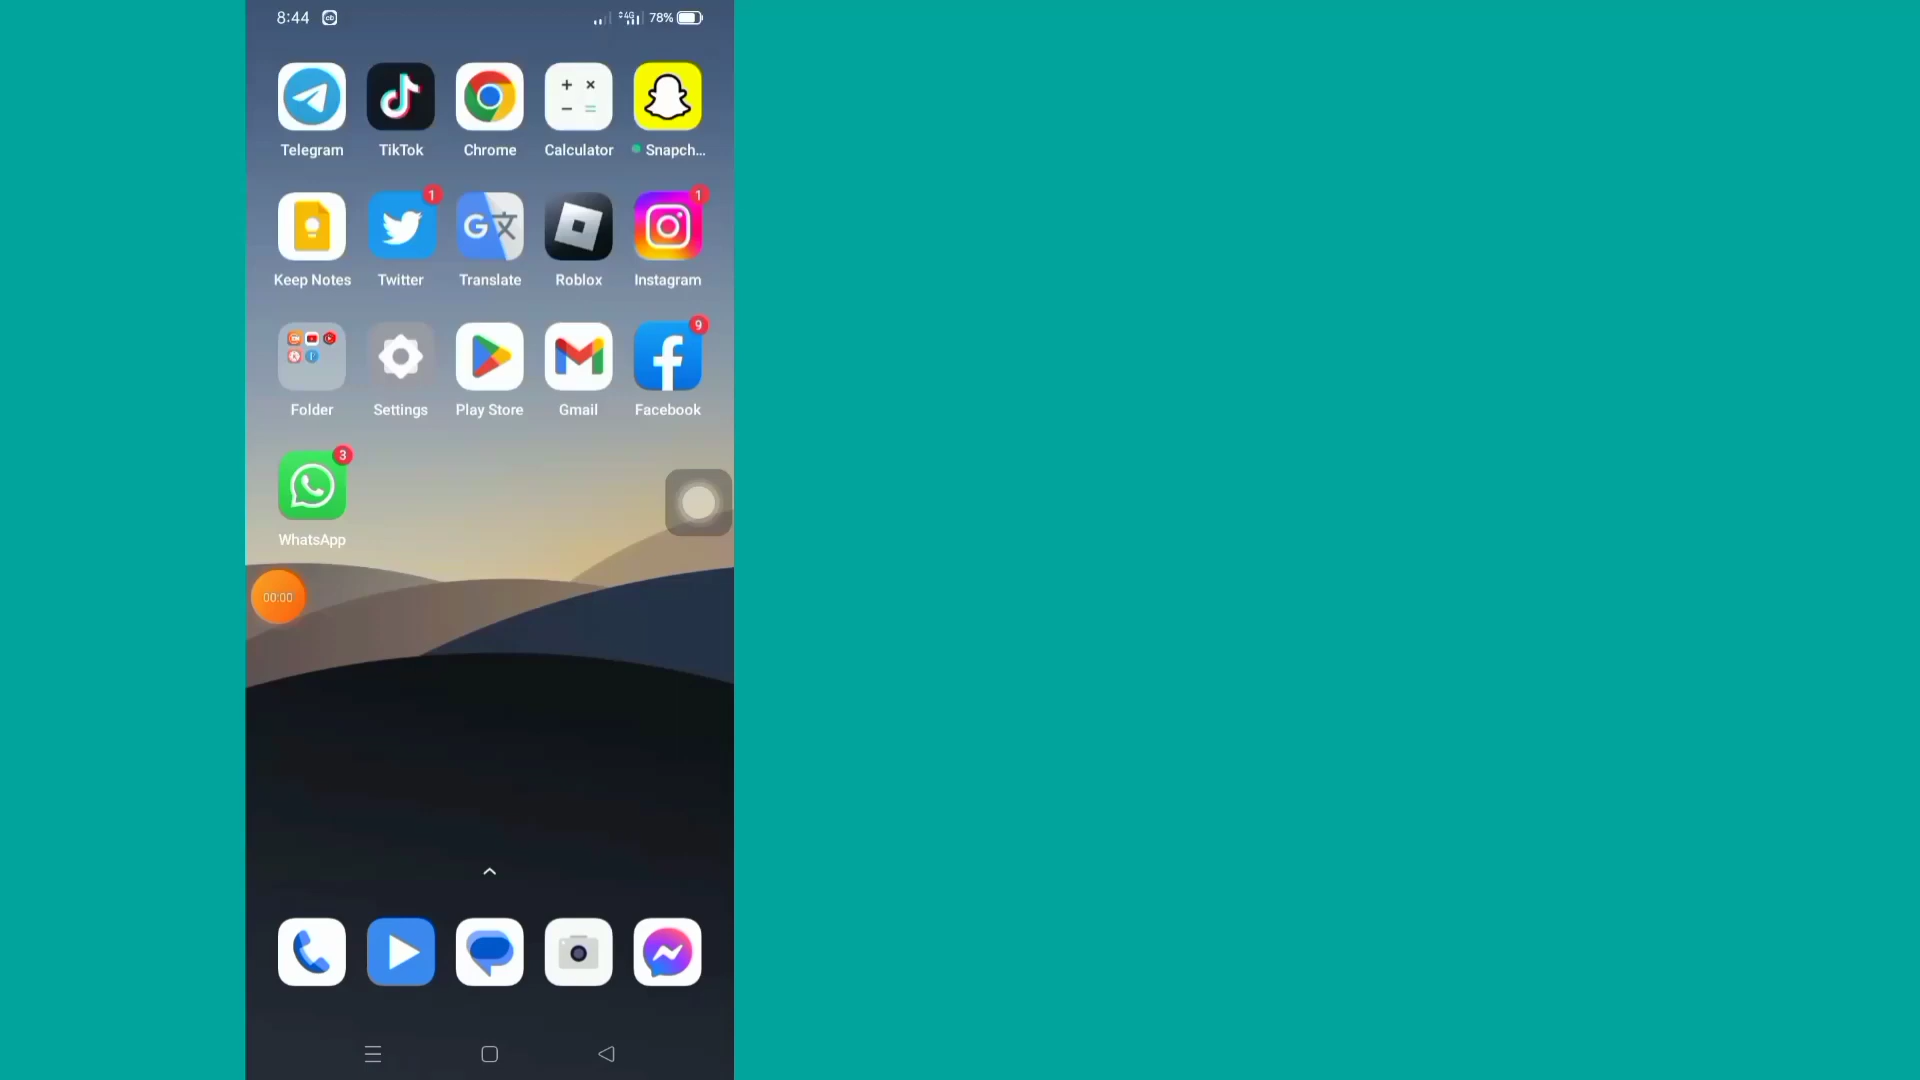 8:44 4G 78%
Telegram TikTok Chrome Calculator Snapch...
1 1
Keep Notes Twitter Translate Roblox Instagram
9
Folder Settings Play Store Gmail Facebook
3
WhatsApp
00:00